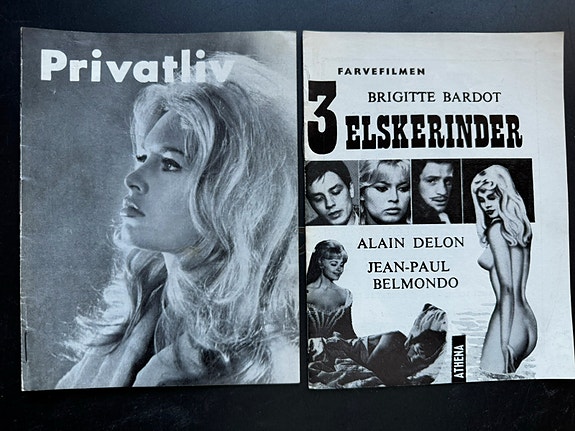 Privatliv
FARVEFILMEN
BRIGITTE BARDOT
3 ELSKERINDER
ALAIN DELON
JEAN-PAUL
BELMONDO
ATHENA